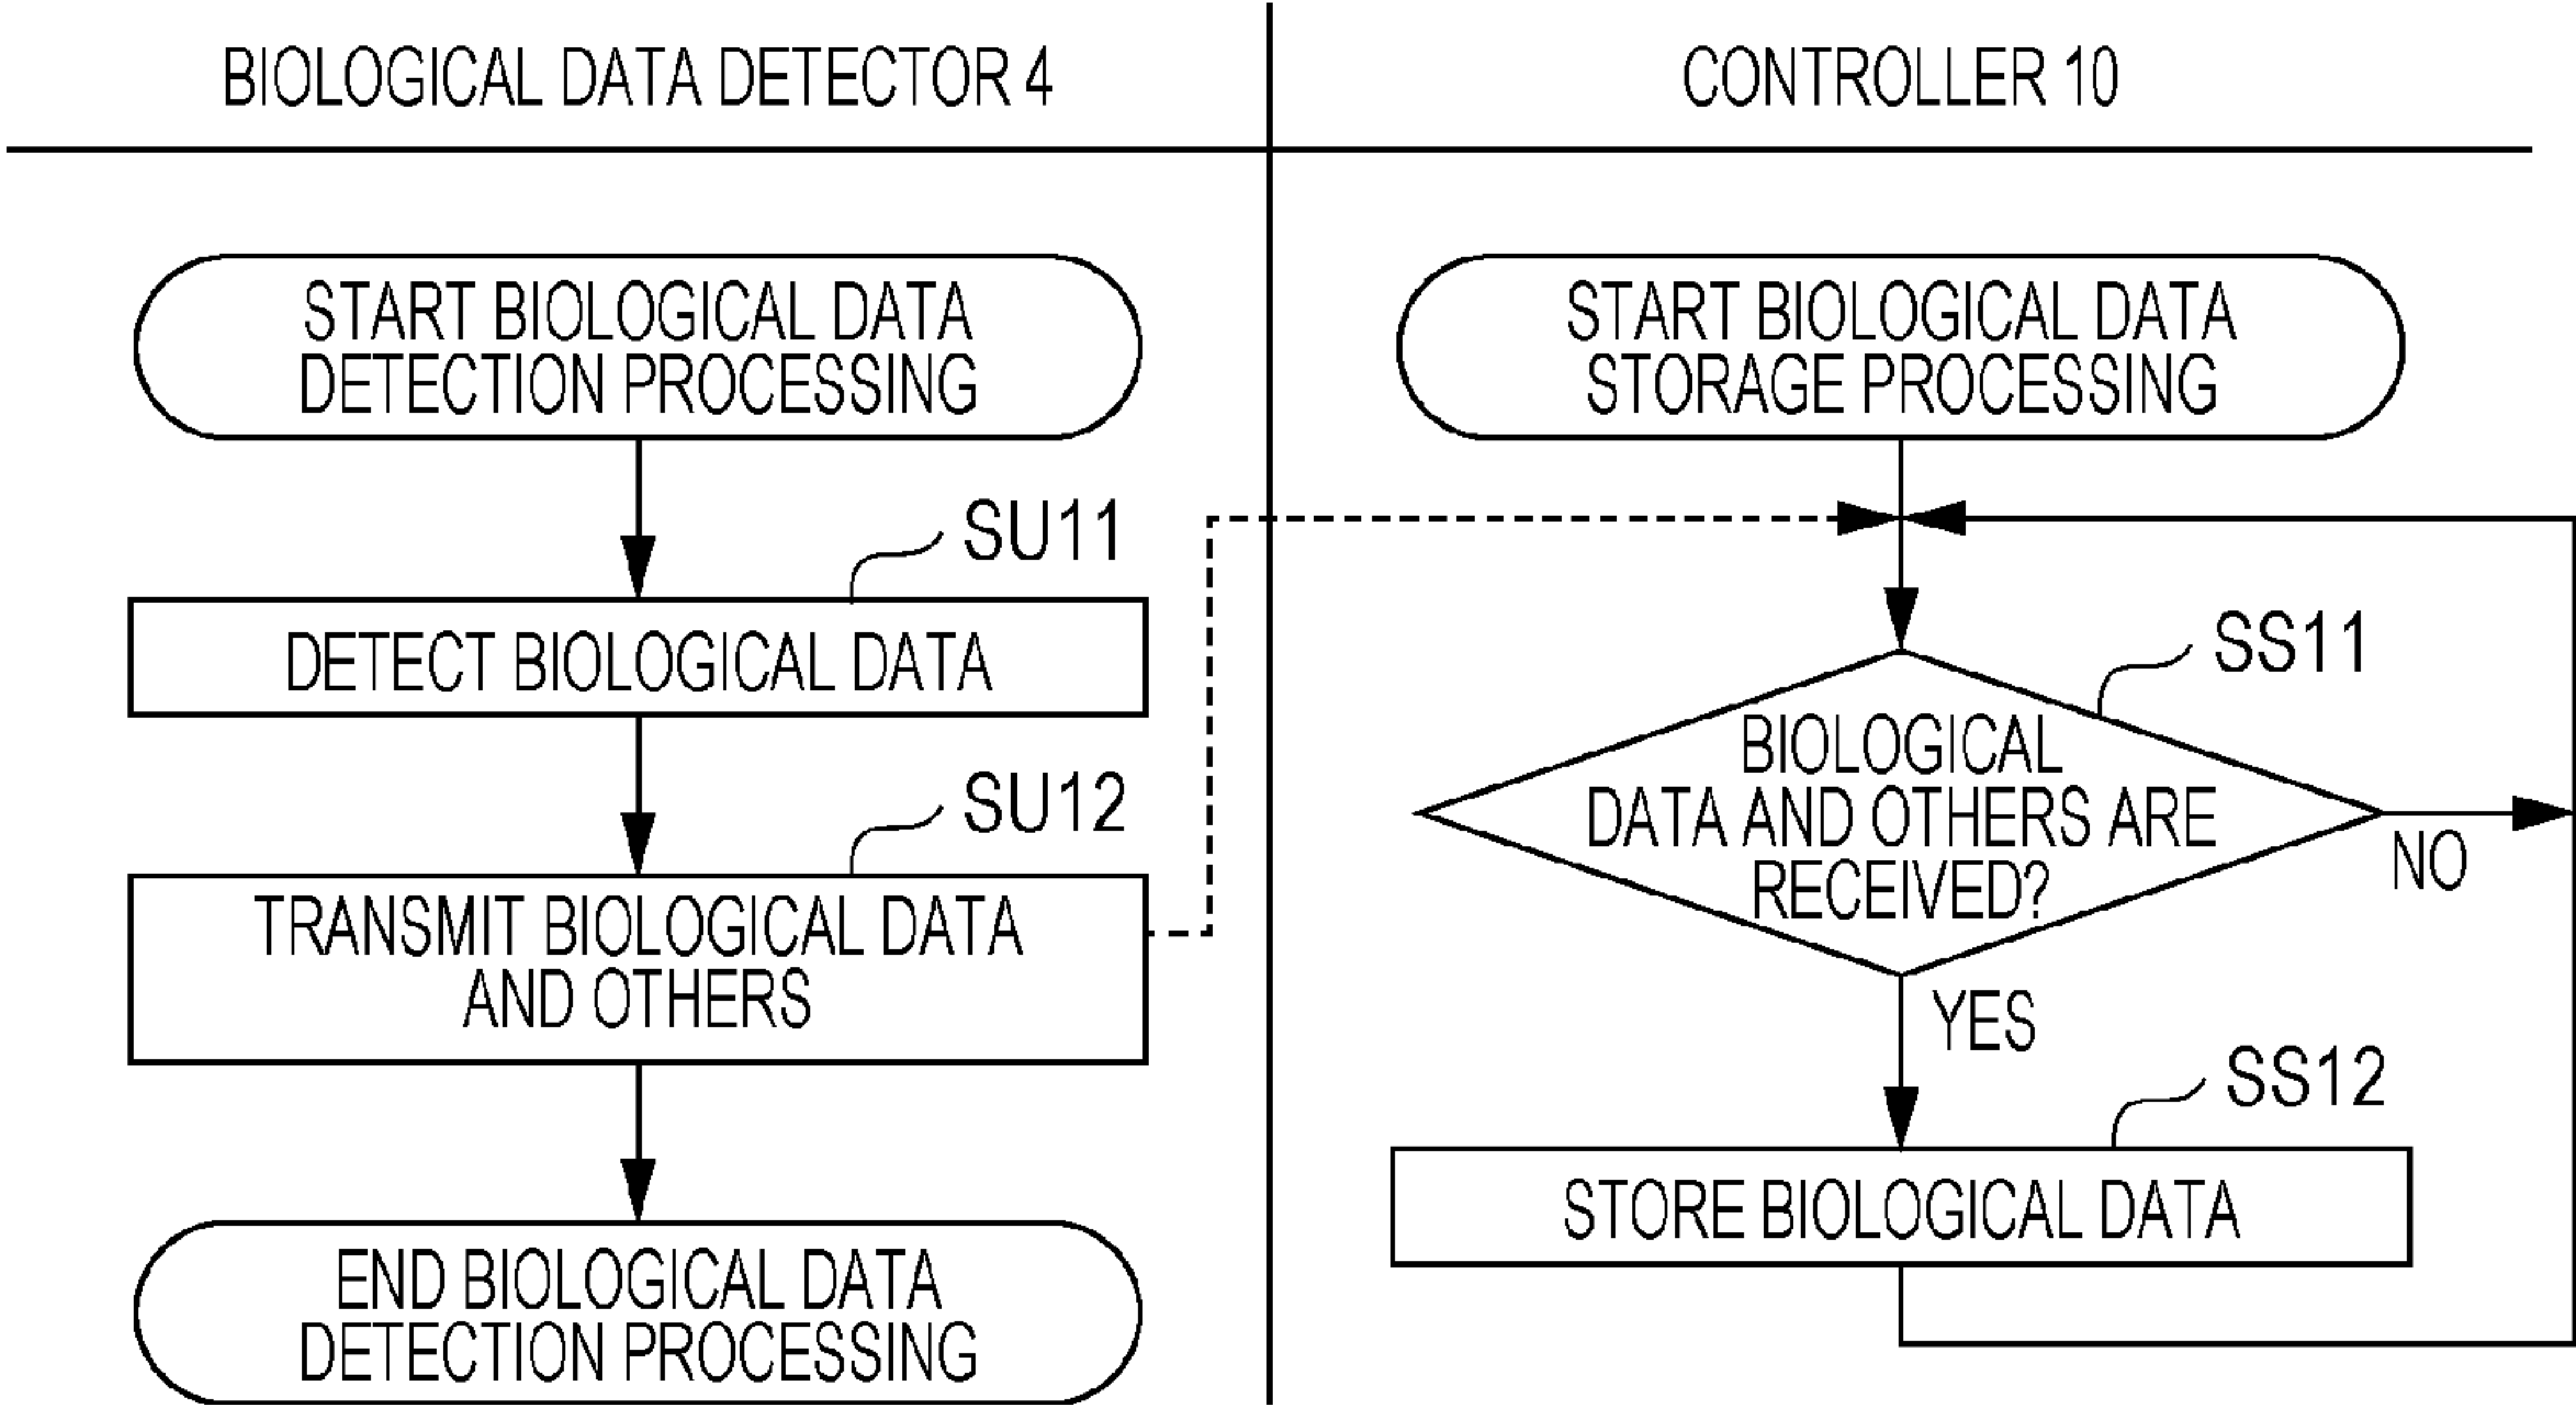 BIOLOGICAL DATA DETECTOR 4
START BIOLOGICAL DATA
DETECTION PROCESSING
SU11
DETECT BIOLOGICAL DATA
SU12
TRANSMIT BIOLOGICAL DATA
AND OTHERS
END BIOLOGICAL DATA
DETECTION PROCESSING
CONTROLLER 10
START BIOLOGICAL DATA
STORAGE PROCESSING
SS11
BIOLOGICAL
DATA AND OTHERS ARE
RECEIVED?
NO
YES
SS12
STORE BIOLOGICAL DATA